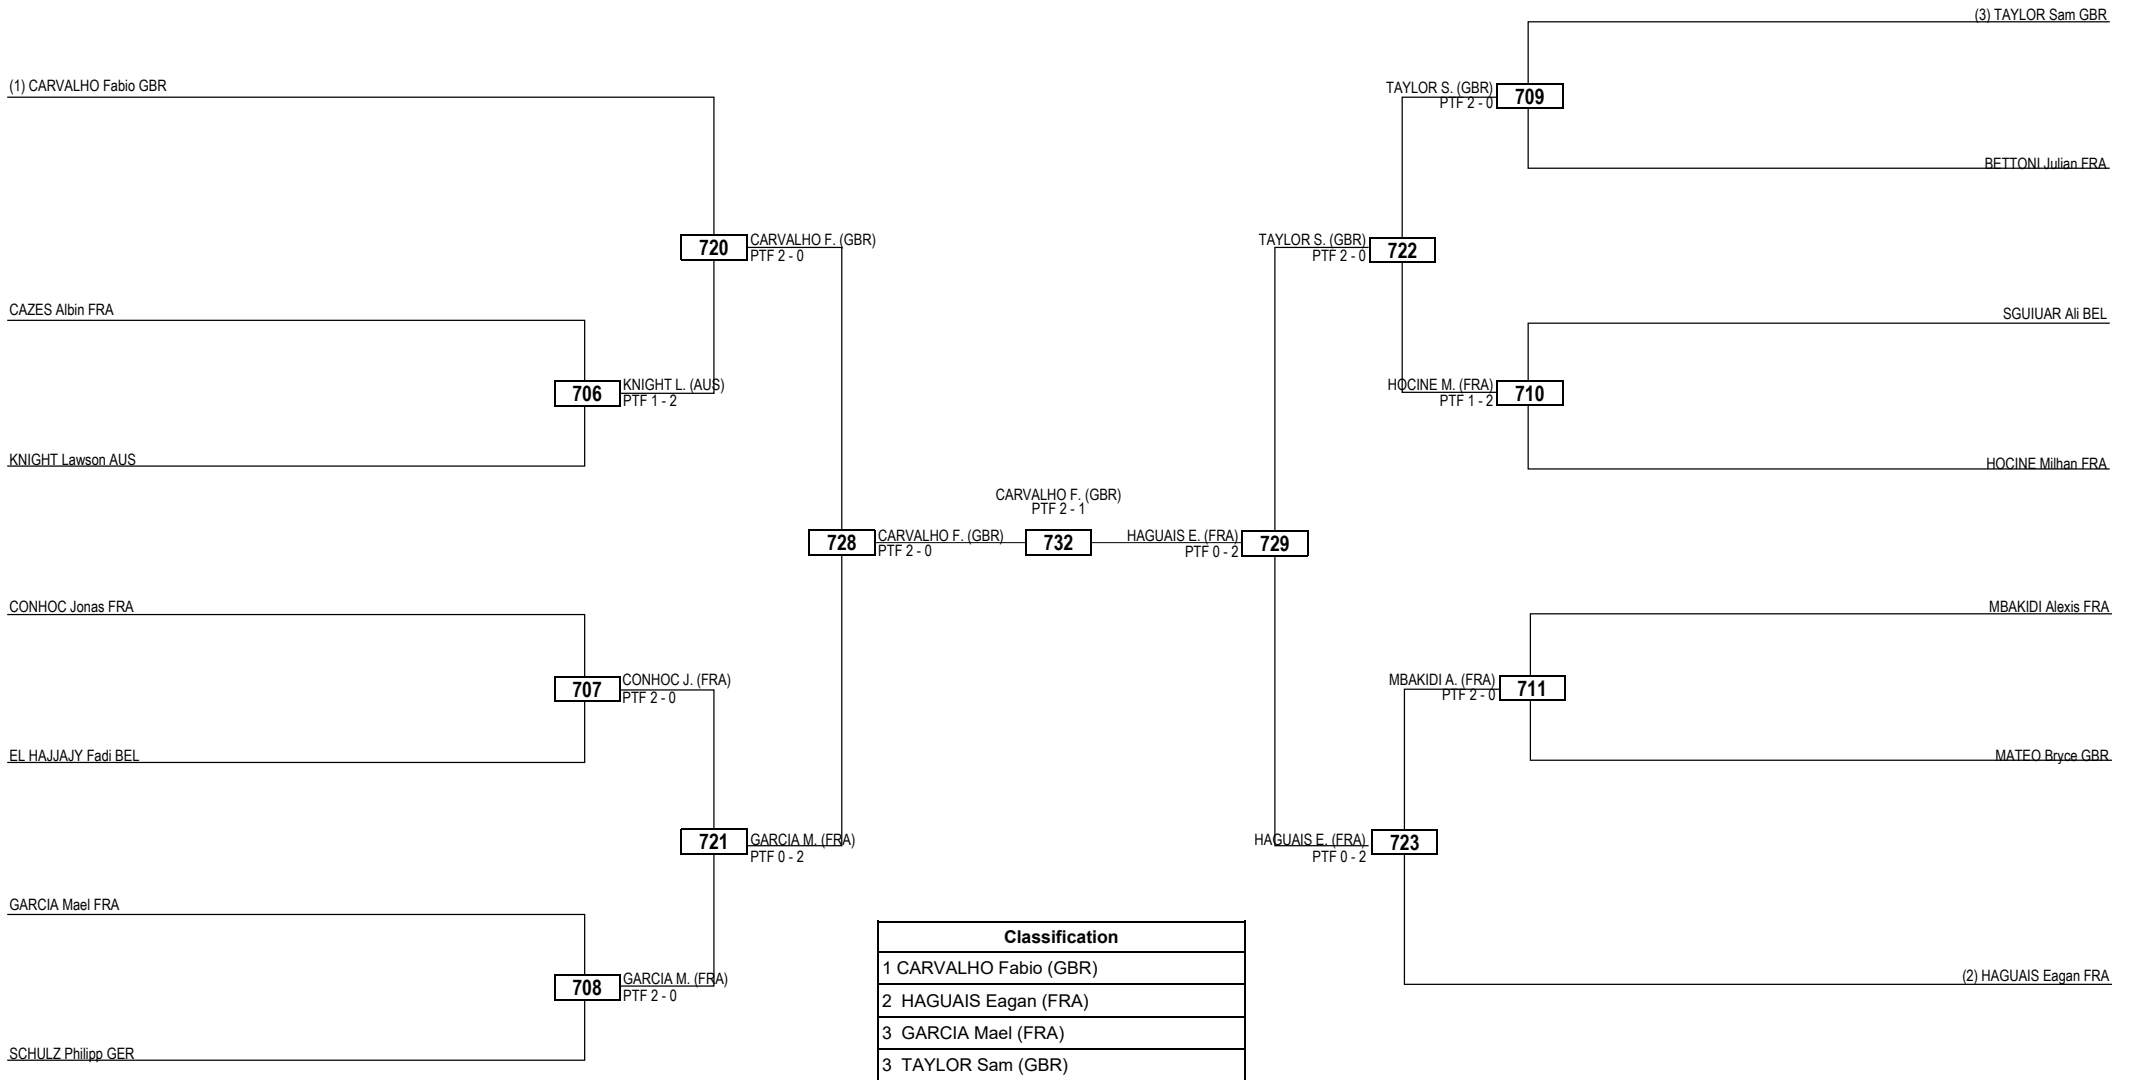 (3) TAYLOR Sam GBR
(1) CARVALHO Fabio GBR
TAYLOR S. (GBR)
PTF 2 - 0
709
BETTONI Julian FRA
720
CARVALHO F. (GBR)
PTF 2 - 0
TAYLOR S. (GBR)
PTF 2 - 0
722
CAZES Albin FRA
SGUIUAR Ali BEL
706
KNIGHT L. (AUS)
PTF 1 - 2
HOCINE M. (FRA)
PTF 1 - 2
710
KNIGHT Lawson AUS
HOCINE Milhan FRA
CARVALHO F. (GBR)
PTF 2 - 1
728
CARVALHO F. (GBR)
PTF 2 - 0
732
HAGUAIS E. (FRA)
PTF 0 - 2
729
CONHOC Jonas FRA
MBAKIDI Alexis FRA
707
CONHOC J. (FRA)
PTF 2 - 0
MBAKIDI A. (FRA)
PTF 2 - 0
711
EL HAJJAJY Fadi BEL
MATEO Bryce GBR
721
GARCIA M. (FRA)
PTF 0 - 2
HAGUAIS E. (FRA)
PTF 0 - 2
723
GARCIA Mael FRA
(2) HAGUAIS Eagan FRA
708
GARCIA M. (FRA)
PTF 2 - 0
SCHULZ Philipp GER
Classification
1 CARVALHO Fabio (GBR)
2 HAGUAIS Eagan (FRA)
3 GARCIA Mael (FRA)
3 TAYLOR Sam (GBR)